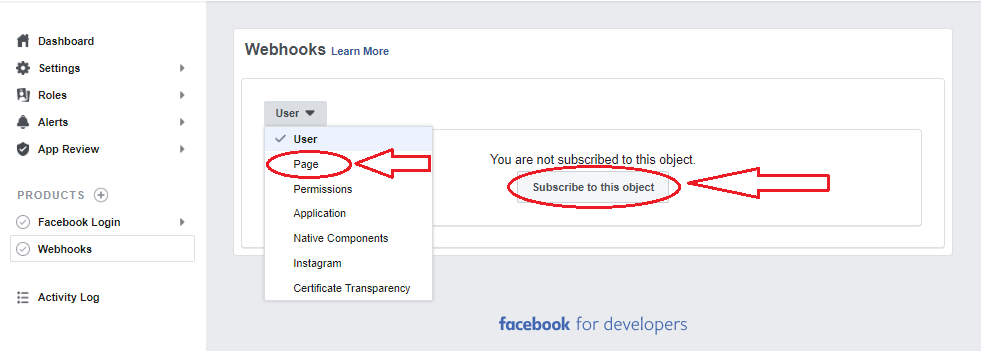 Dashboard
Settings
Roles
Alerts
App Review
PRODUCTS
Facebook Login
Webhooks
Activity Log
Webhooks Learn More
User
User
Page
Permissions
Application
Native Components
Instagram
Certificate Transparency
You are not subscribed to this object.
Subscribe to this object
facebook for developers